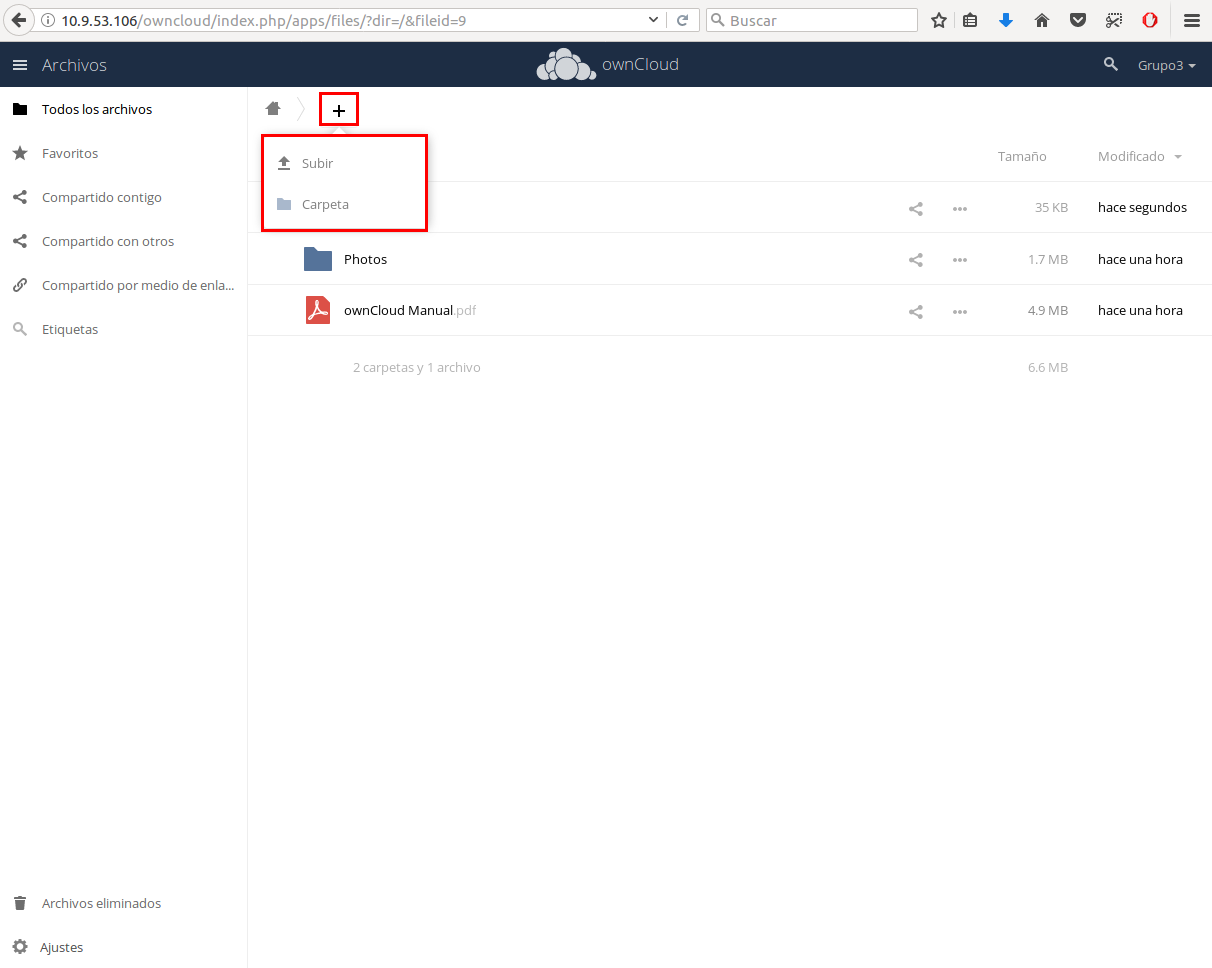 10.9.53.106/owncloud/index.php/apps/files/?dir=/&fileid=9
Buscar
Archivos
ownCloud
Grupo3
Todos los archivos
Favoritos
Compartido contigo
Compartido con otros
Compartido por medio de enla...
Etiquetas
+
Subir
Carpeta
Tamaño Modificado
35 KB hace segundos
Photos 1.7 MB hace una hora
ownCloud Manual.pdf 4.9 MB hace una hora
2 carpetas y 1 archivo 6.6 MB
Archivos eliminados
Ajustes